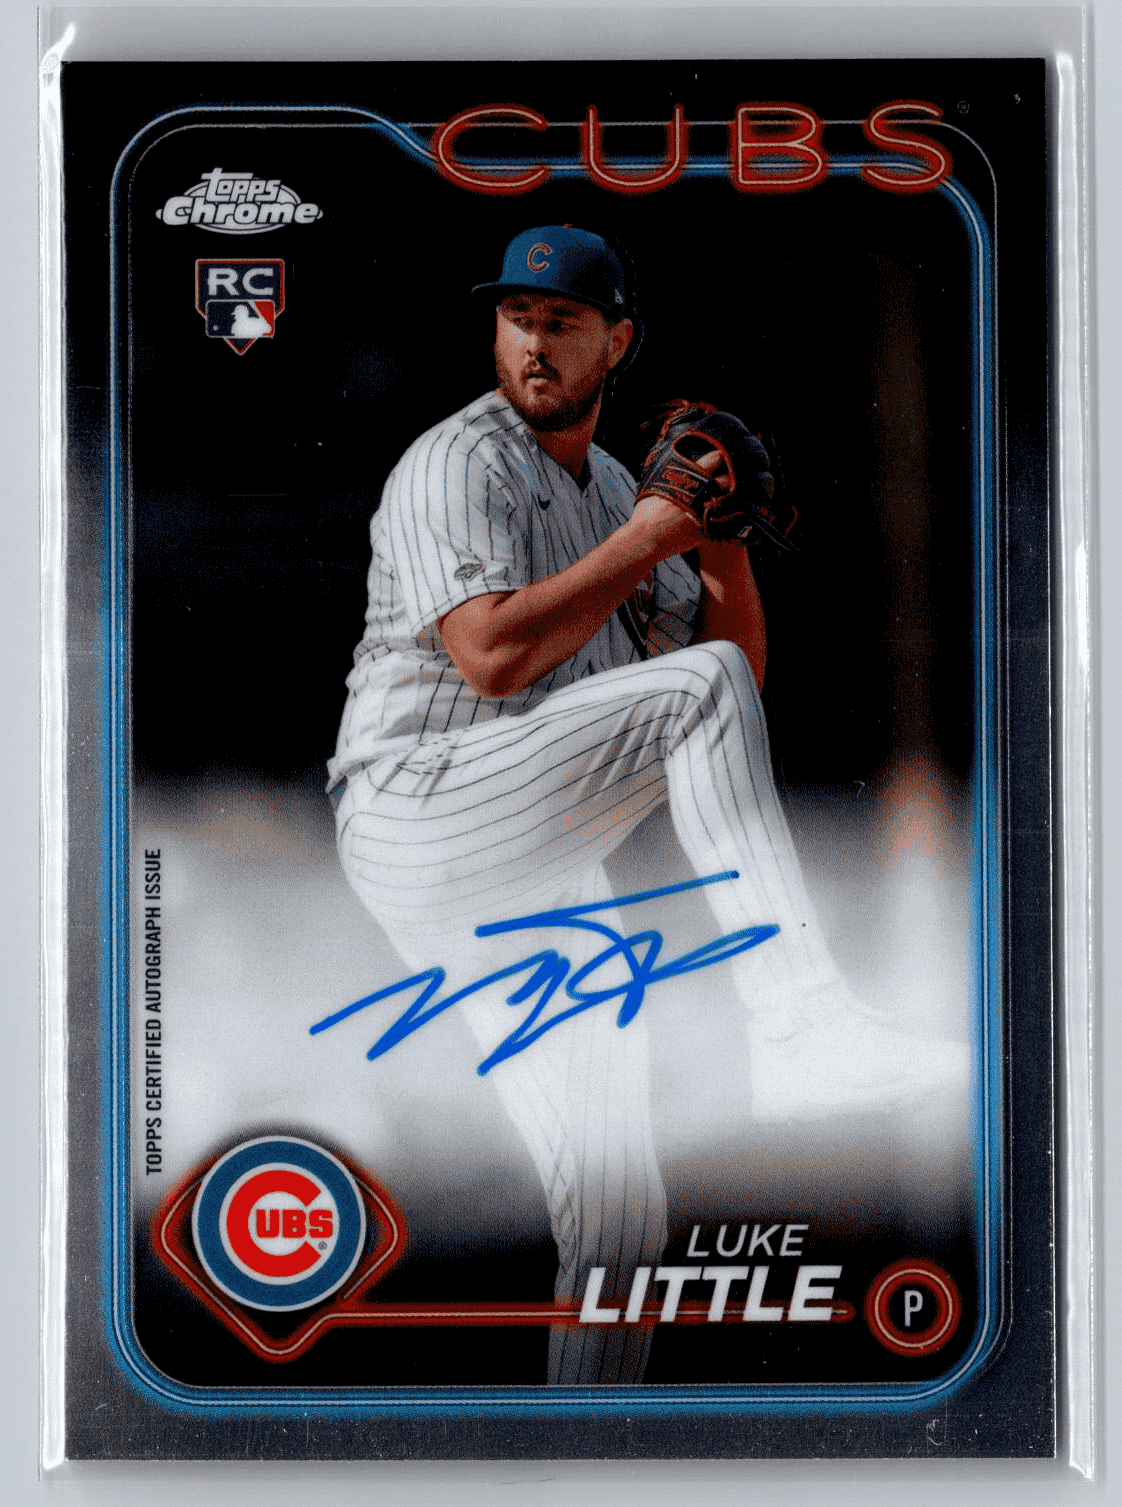 CUBS ®
topps
Chrome
RC
C
TOPPS CERTIFIED AUTOGRAPH ISSUE
CUBS ®
LUKE
LITTLE
P